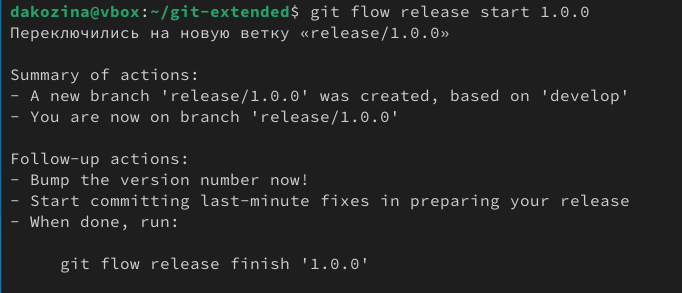 dakozina@vbox:~/git-extended$ git flow release start 1.0.0
Переключились на новую ветку «release/1.0.0»
Summary of actions:
- A new branch 'release/1.0.0' was created, based on 'develop'
- You are now on branch 'release/1.0.0'
Follow-up actions:
- Bump the version number now!
- Start committing last-minute fixes in preparing your release
- When done, run:
git flow release finish '1.0.0'